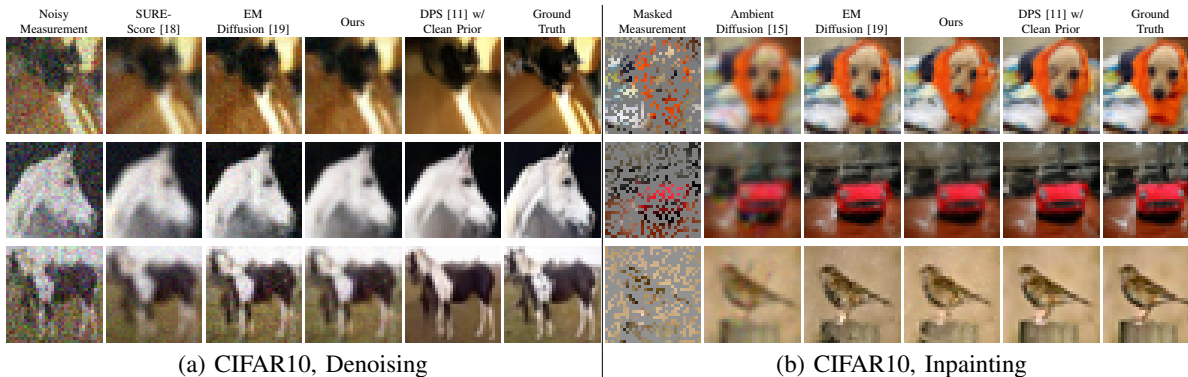 Noisy
Measurement
SURE-
Score [18]
EM
Diffusion [19]
Ours
DPS [11] w/
Clean Prior
Ground
Truth
Masked
Measurement
Ambient
Diffusion [15]
EM
Diffusion [19]
Ours
DPS [11] w/
Clean Prior
Ground
Truth
(a) CIFAR10, Denoising
(b) CIFAR10, Inpainting